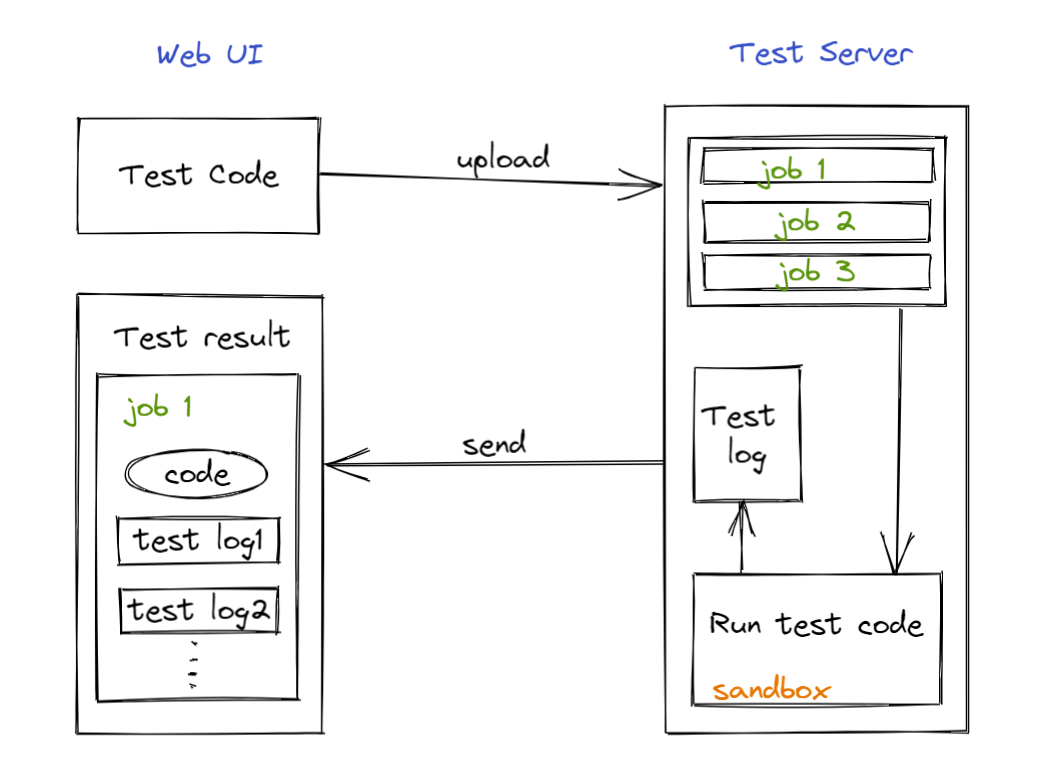 Web UI
Test Server
Test Code
upload
job 1
job 2
job 3
Test result
job 1
code
test log1
test log2
send
Test
log
Run test code
sandbox